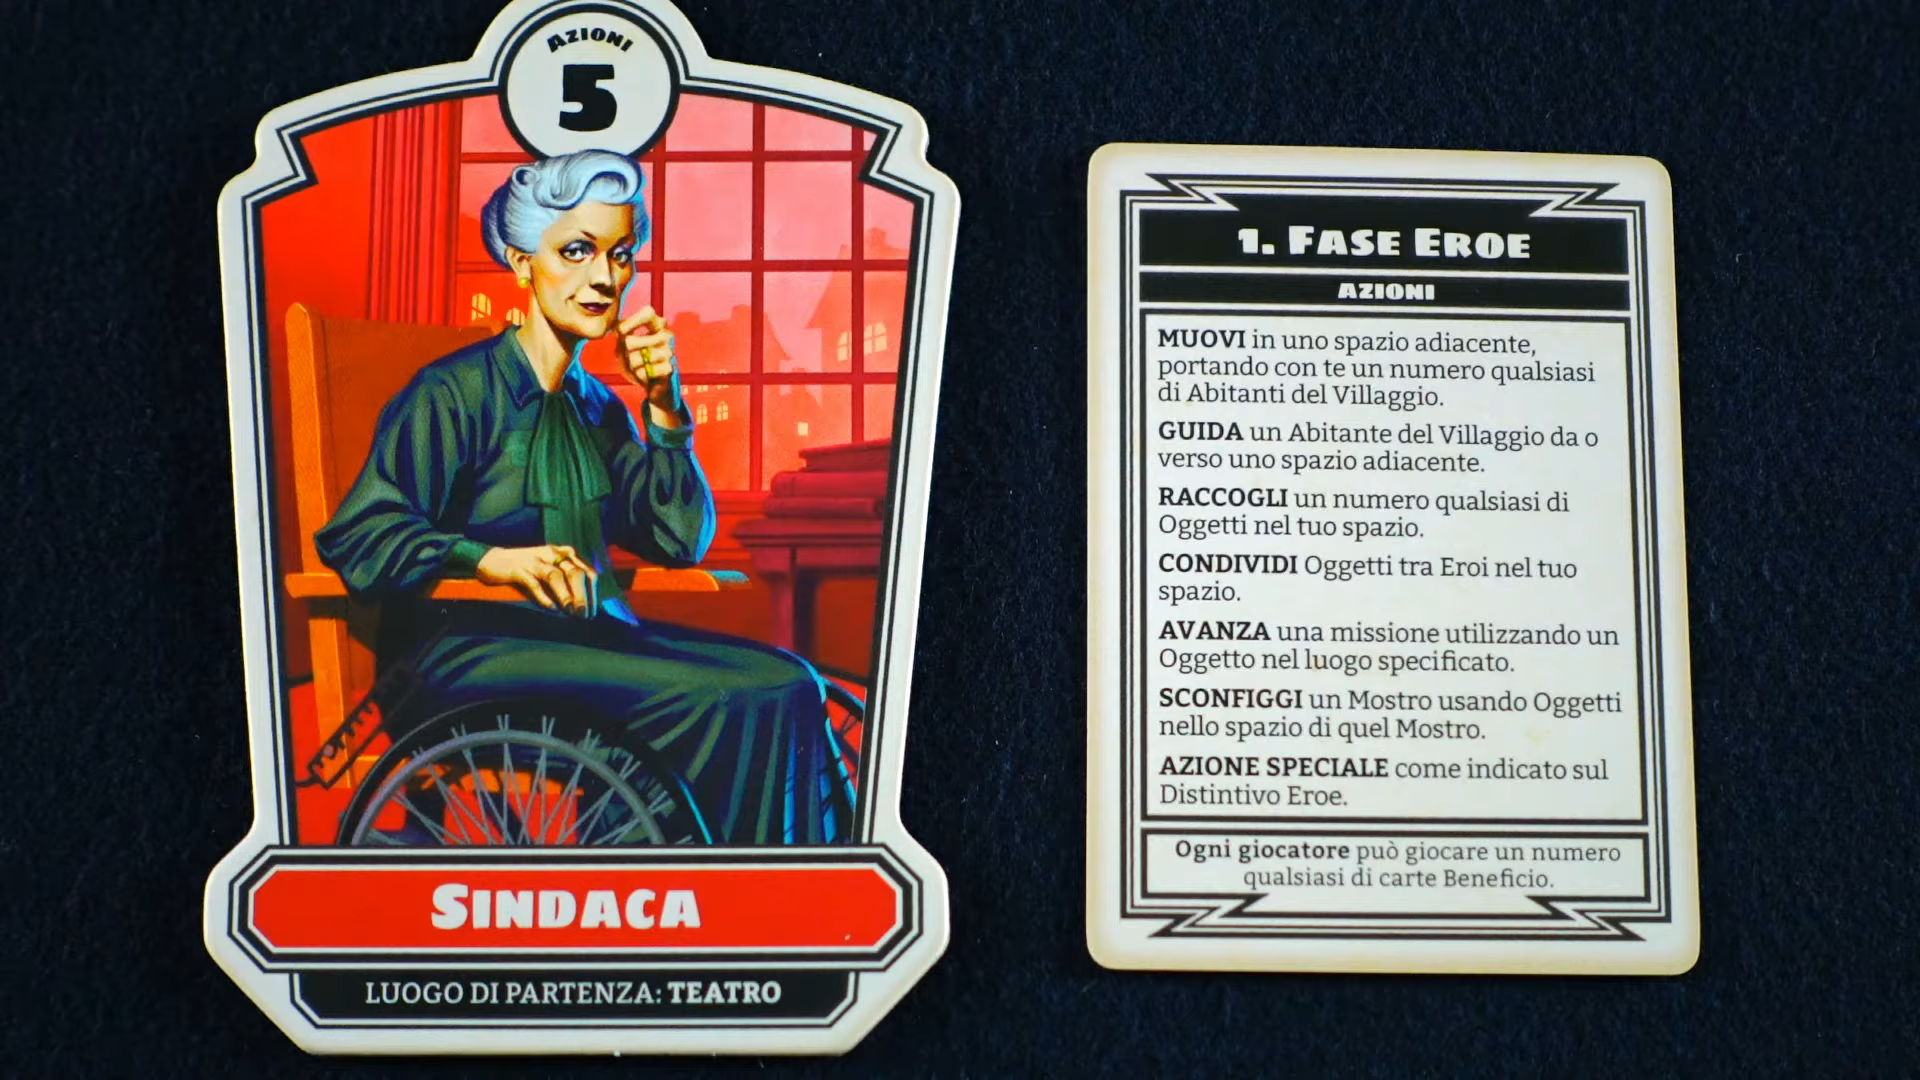 AZIONI
5
SINDACA
LUOGO DI PARTENZA: TEATRO
1. FASE EROE
AZIONI
MUOVI in uno spazio adiacente,
portando con te un numero qualsiasi
di Abitanti del Villaggio.
GUIDA un Abitante del Villaggio da o
verso uno spazio adiacente.
RACCOGLI un numero qualsiasi di
Oggetti nel tuo spazio.
CONDIVIDI Oggetti tra Eroi nel tuo
spazio.
AVANZA una missione utilizzando un
Oggetto nel luogo specificato.
SCONFIGGI un Mostro usando Oggetti
nello spazio di quel Mostro.
AZIONE SPECIALE come indicato sul
Distintivo Eroe.
Ogni giocatore può giocare un numero
qualsiasi di carte Beneficio.